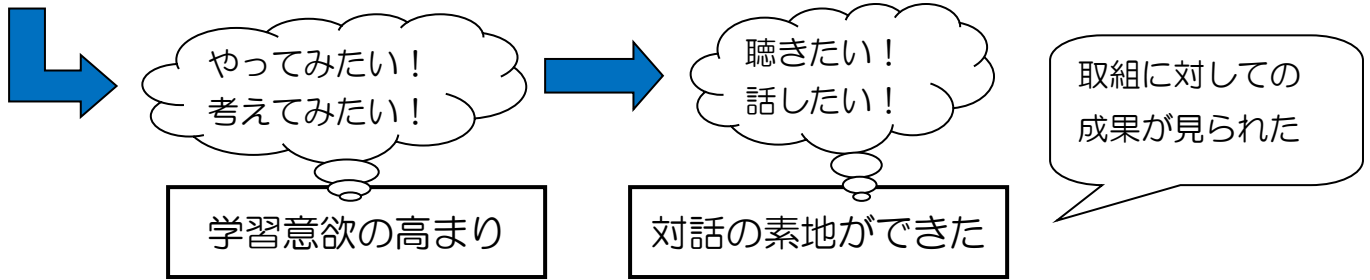 やってみたい！
考えてみたい！
学習意欲の高まり
聴きたい！
話したい！
対話の素地ができた
取組に対しての
成果が見られた